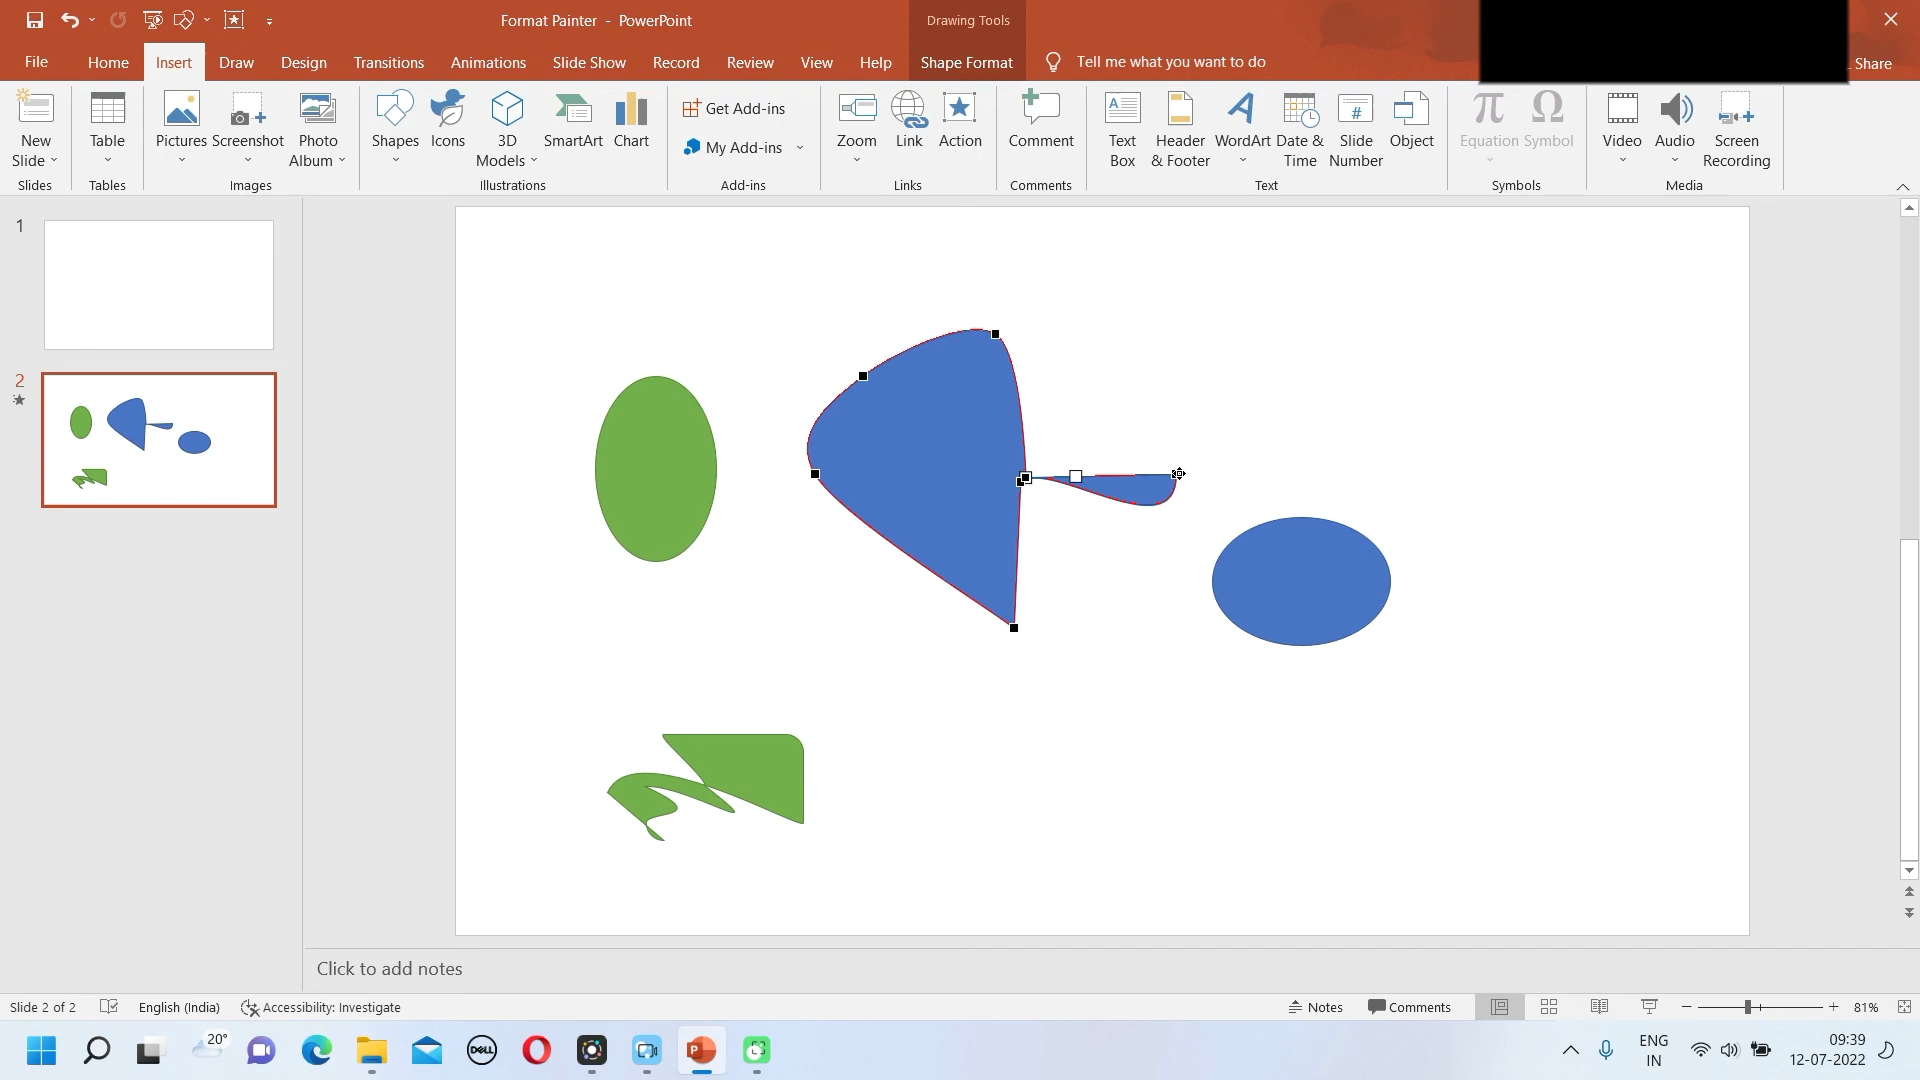 Format Painter - PowerPoint
Drawing Tools
File Home Insert Draw Design Transitions Animations Slide Show Record Review View Help Shape Format Tell me what you want to do Share
New Slide
Table
Pictures
Screenshot
Photo Album
Shapes
Icons
3D Models
SmartArt
Chart
Get Add-ins
My Add-ins
Zoom
Link
Action
Comment
Text Box
Header & Footer
WordArt
Date & Time
Slide Number
Object
Equation
Symbol
Video
Audio
Screen Recording
Slides Tables Images Illustrations Add-ins Links Comments Text Symbols Media
1
2
Click to add notes
Slide 2 of 2 English (India) Accessibility: Investigate Notes Comments 81%
20°
DELL
ENG
IN
09:39
12-07-2022